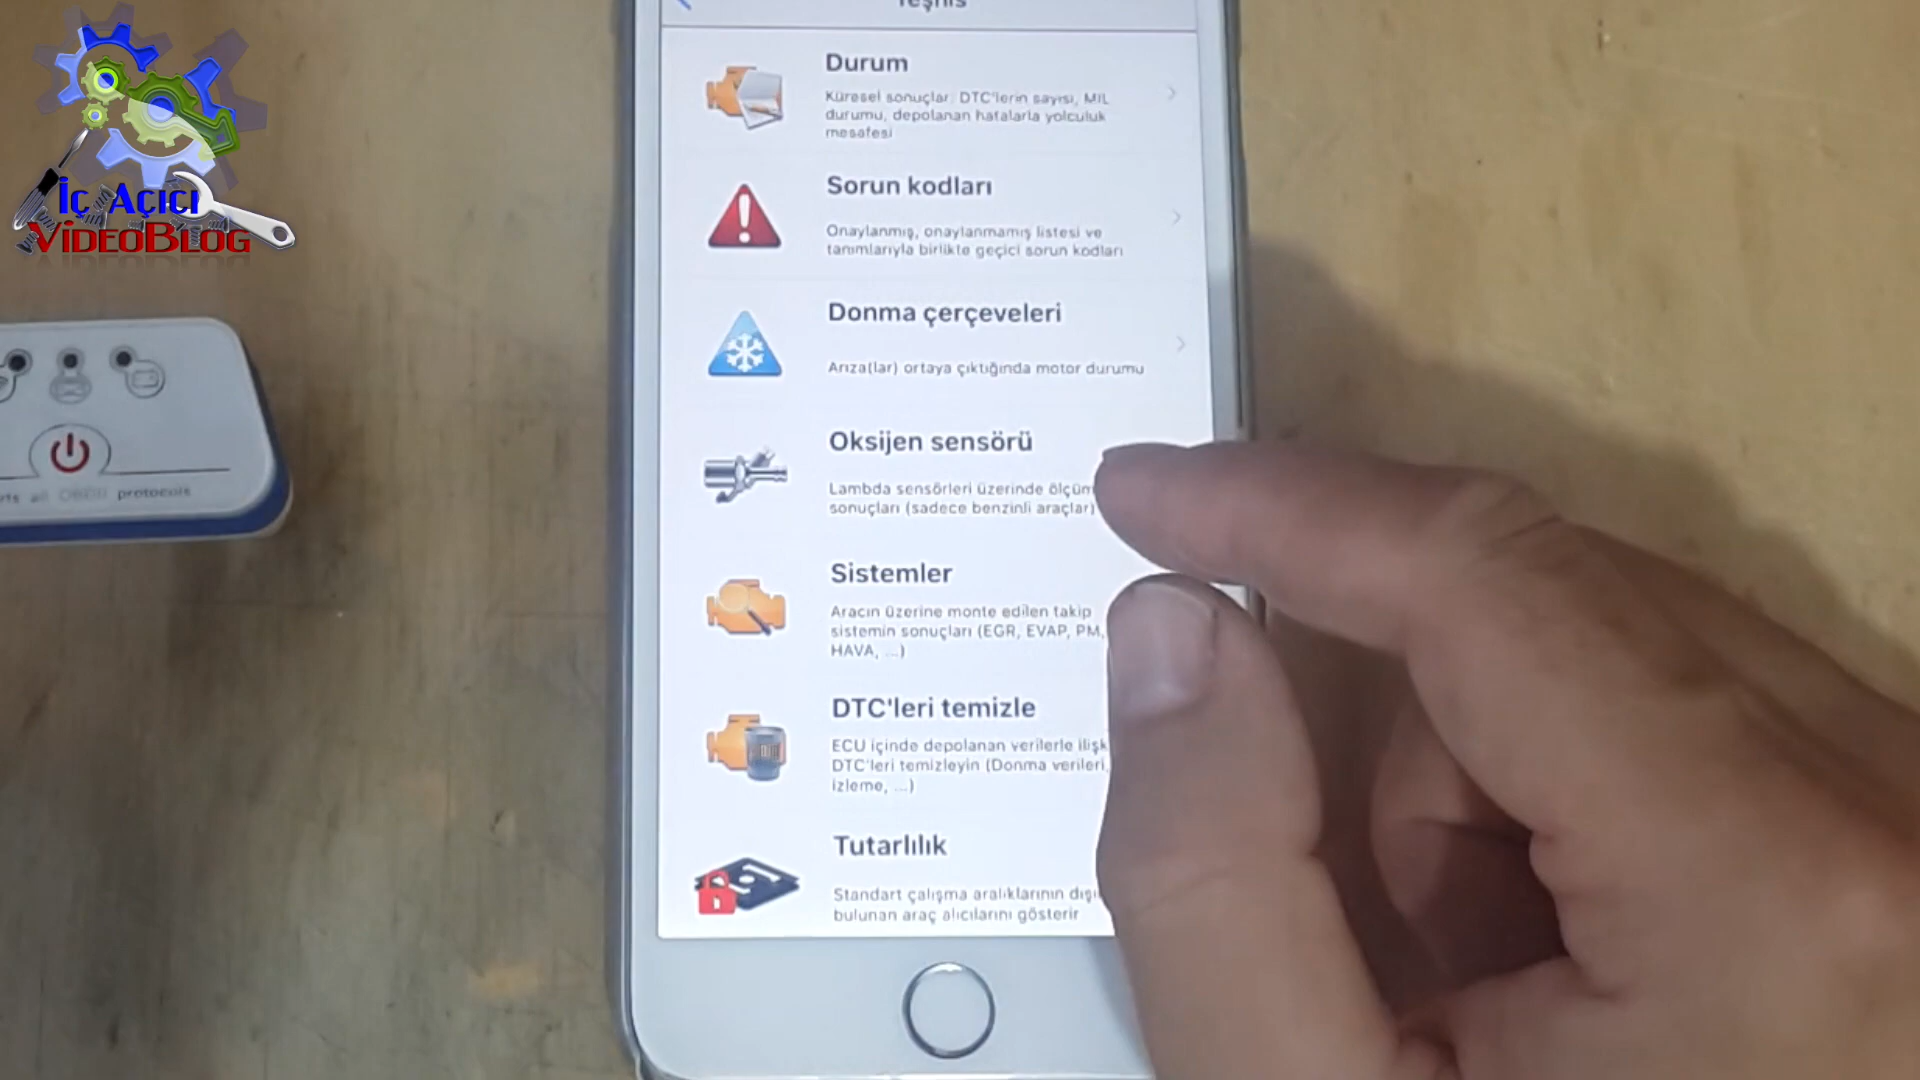 Teşhis
Durum
Küresel sonuçlar: DTC'lerin sayısı, MIL
durumu, depolanan hatalarla yolculuk
mesafesi
Sorun kodları
Onaylanmış, onaylanmamış listesi ve
tanımlarıyla birlikte geçici sorun kodları
Donma çerçeveleri
Arıza(lar) ortaya çıktığında motor durumu
Oksijen sensörü
Lambda sensörleri üzerinde ölçüm
sonuçları (sadece benzinli araçlar)
Sistemler
Aracın üzerine monte edilen takip
sistemin sonuçları (EGR, EVAP, PM,
HAVA, ...)
DTC'leri temizle
ECU içinde depolanan verilerle ilişk
DTC'leri temizleyin (Donma verileri,
izleme, ...)
Tutarlılık
Standart çalışma aralıklarının dışı
bulunan araç alıcılarını gösterir
İç Açıcı
VideoBlog
rts all OBDII protocols